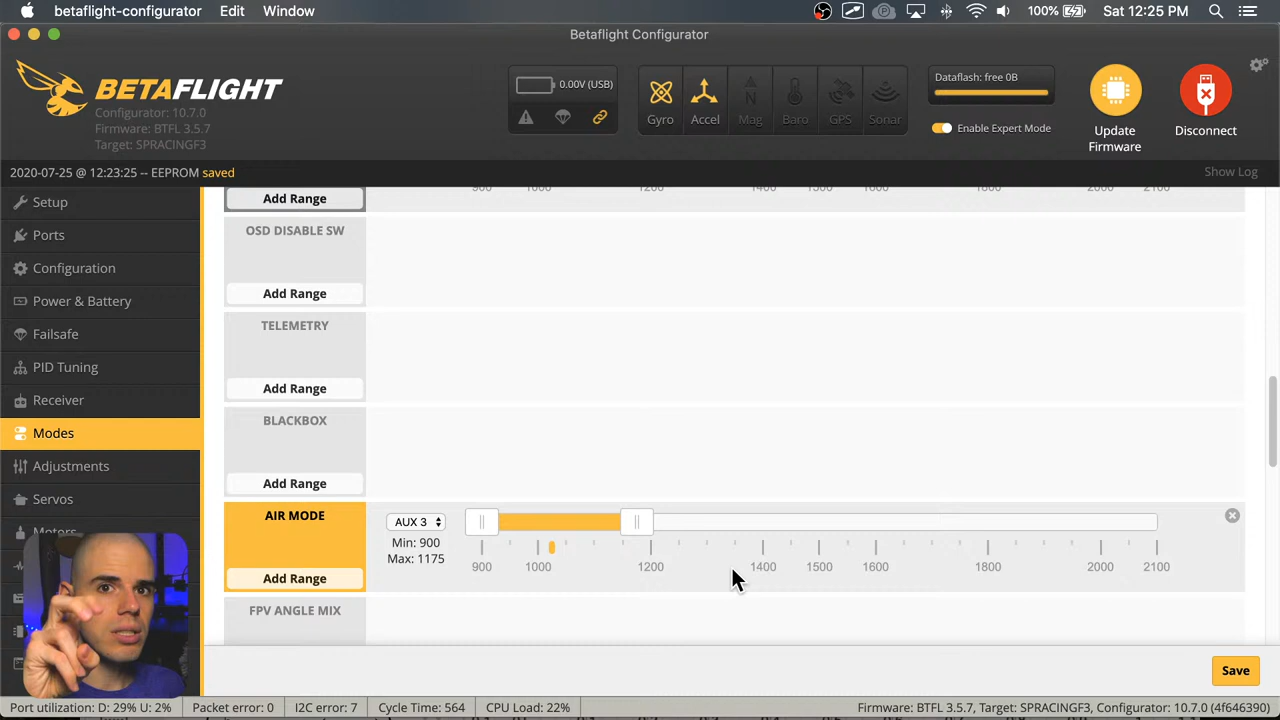 betaflight-configurator Edit Window
100% Sat 12:25 PM
Betaflight Configurator
BETAFLIGHT
Configurator: 10.7.0
Firmware: BTFL 3.5.7
Target: SPRACINGF3
0.00V (USB)
Gyro Accel Mag Baro GPS Sonar
Dataflash: free 0B
Enable Expert Mode
Update
Firmware
Disconnect
2020-07-25 @ 12:23:25 -- EEPROM saved
Show Log
Setup
Ports
Configuration
Power & Battery
Failsafe
PID Tuning
Receiver
Modes
Adjustments
Servos
Motors
900 1000 1200 1400 1500 1600 1800 2000 2100
Add Range
OSD DISABLE SW
Add Range
TELEMETRY
Add Range
BLACKBOX
Add Range
AIR MODE
Add Range
AUX 3
Min: 900
Max: 1175
900 1000 1200 1400 1500 1600 1800 2000 2100
FPV ANGLE MIX
Save
Port utilization: D: 29% U: 2% Packet error: 0 I2C error: 7 Cycle Time: 564 CPU Load: 22% Firmware: BTFL 3.5.7, Target: SPRACINGF3, Configurator: 10.7.0 (4f646390)